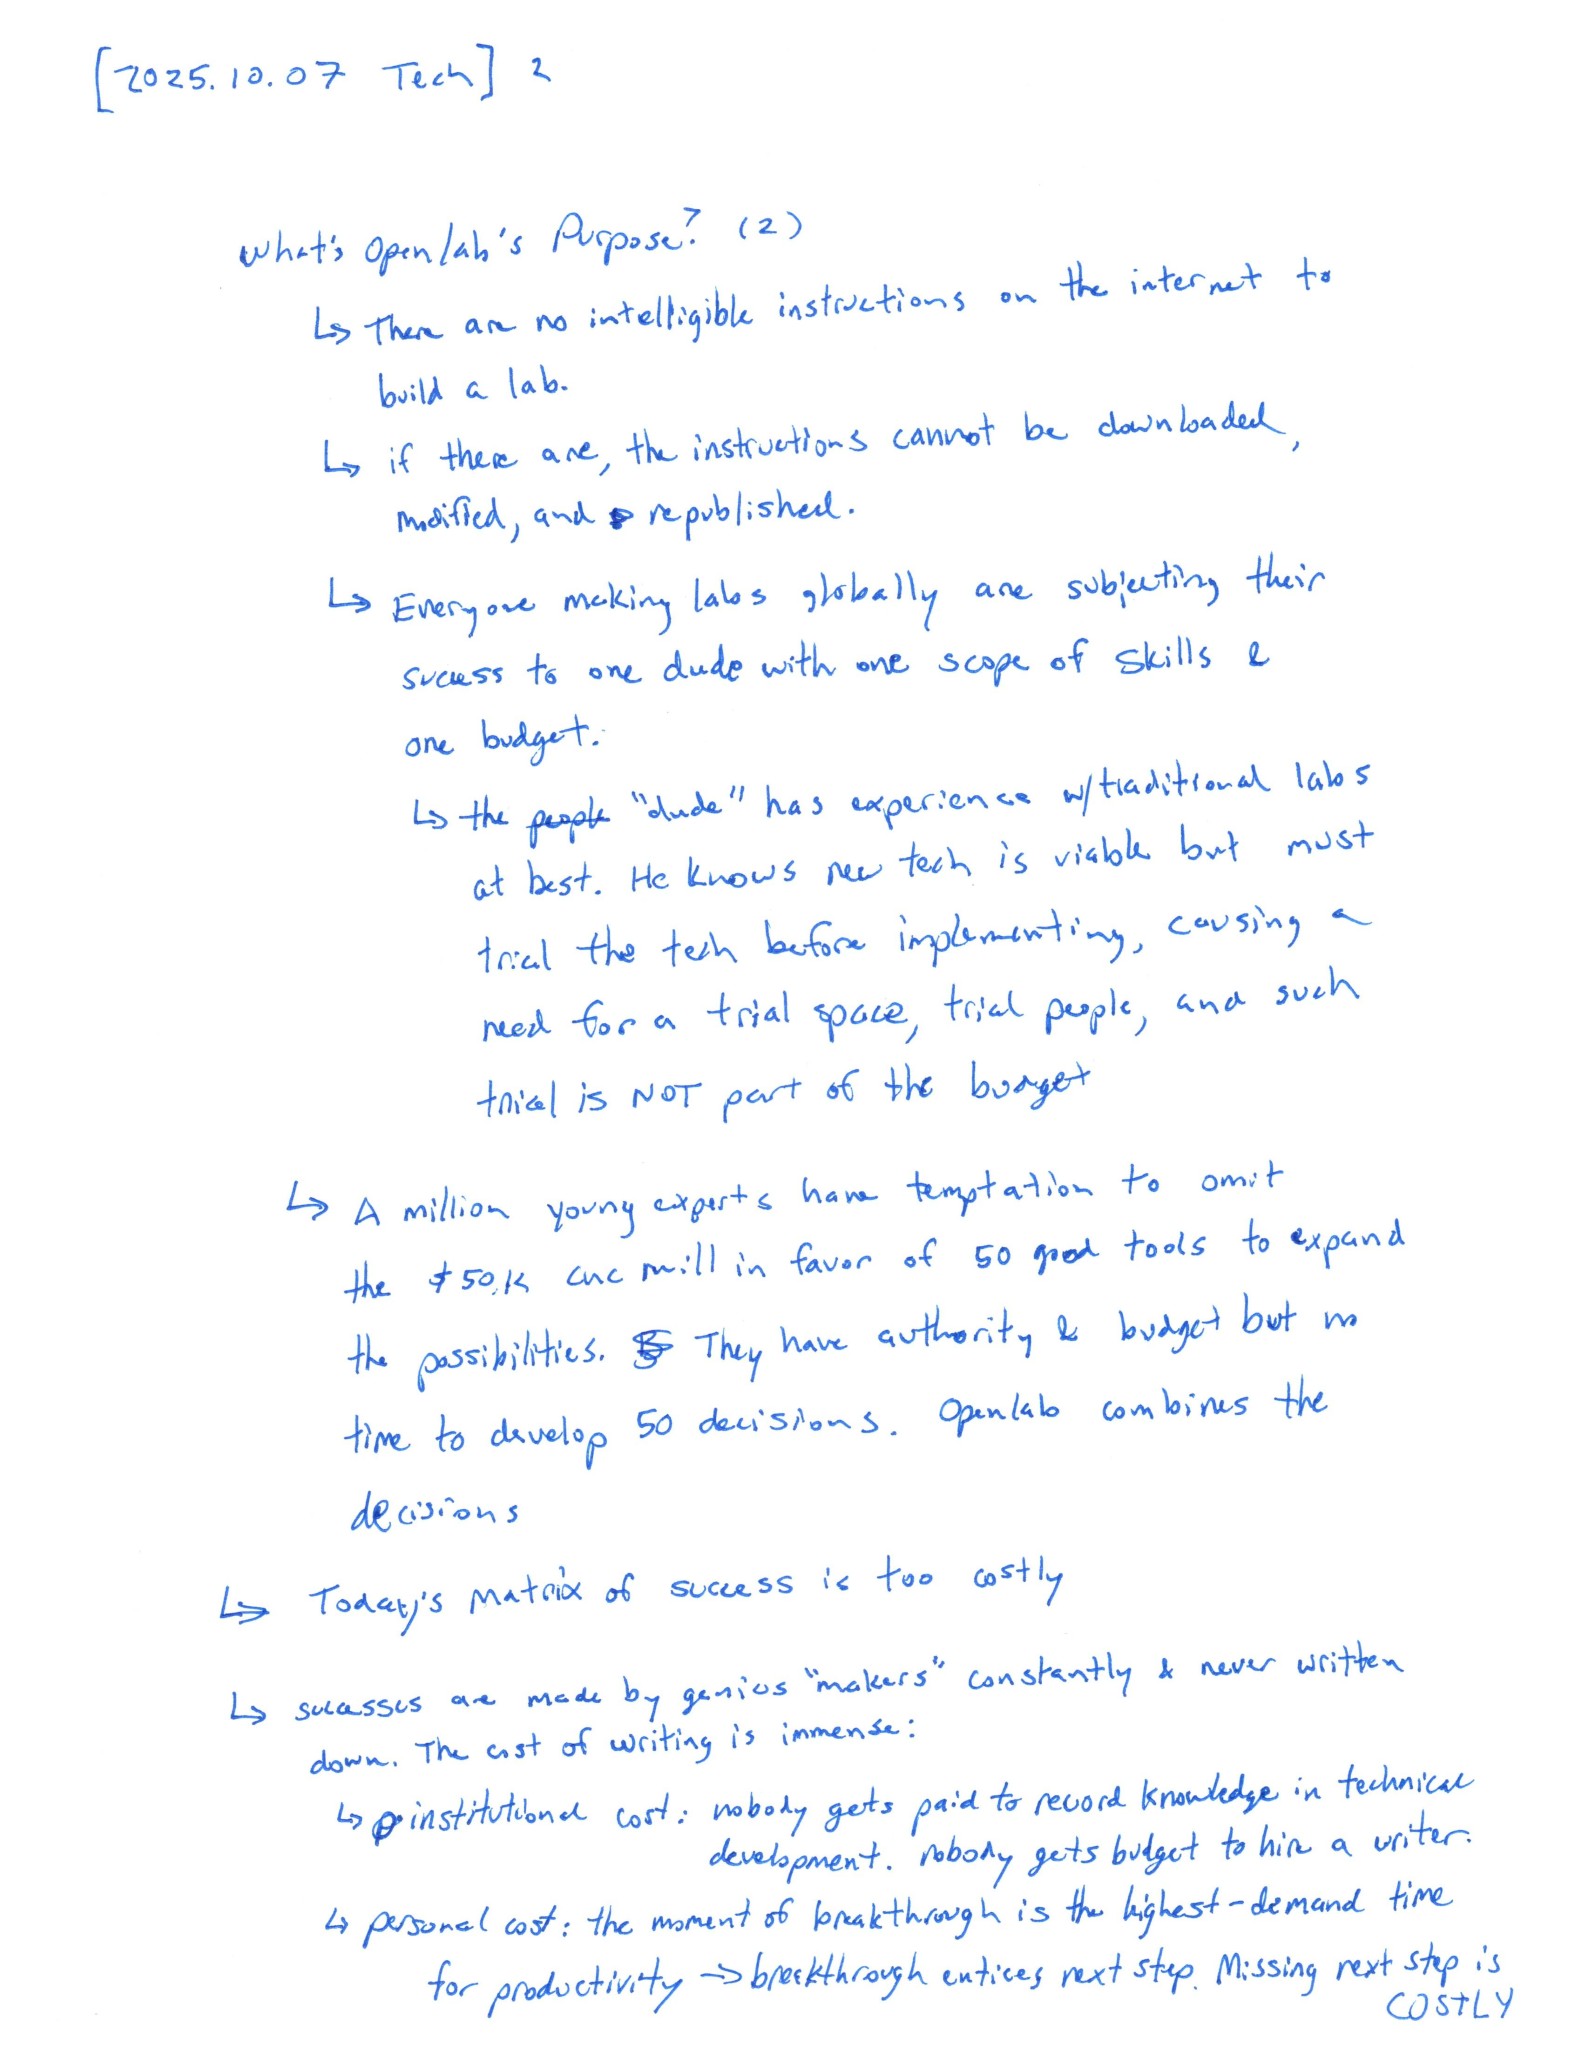 [2025.10.07 Tech] 2
What's Openlab's Purpose? (2)
↳ There are no intelligible instructions on the internet to
build a lab.
↳ if there are, the instructions cannot be downloaded,
modified, and republished.
↳ Everyone making labs globally are subjecting their
success to one dude with one scope of skills &
one budget.
↳ the people "dude" has experience w/traditional labs
at best. He knows new tech is viable but must
trial the tech before implementing, causing a
need for a trial space, trial people, and such
trial is NOT part of the budget
↳ A million young experts have temptation to omit
the $50K cnc mill in favor of 50 good tools to expand
the possibilities. They have authority & budget but no
time to develop 50 decisions. Openlab combines the
decisions
↳ Today's matrix of success is too costly
↳ successes are made by genius "makers" constantly & never written
down. The cost of writing is immense:
↳ institutional cost: nobody gets paid to record knowledge in technical
development. nobody gets budget to hire a writer.
↳ personal cost: the moment of breakthrough is the highest-demand time
for productivity → breakthrough entices next step. Missing next step is
COSTLY